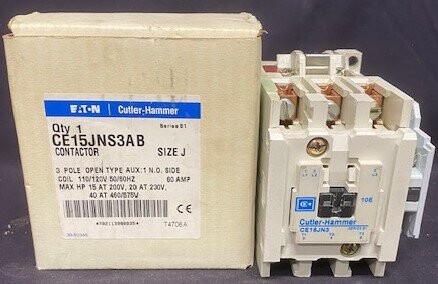 EATON Cutler-Hammer
Qty 1 Series B1
CE15JNS3AB
CONTACTOR SIZE J
3 POLE OPEN TYPE AUX:1 N.O. SIDE
COIL 110/120V 50/60HZ 60 AMP
MAX HP 15 AT 200V, 20 AT 230V,
40 AT 460/575V
T47D6A
10E
Cutler-Hammer
CE15JN3